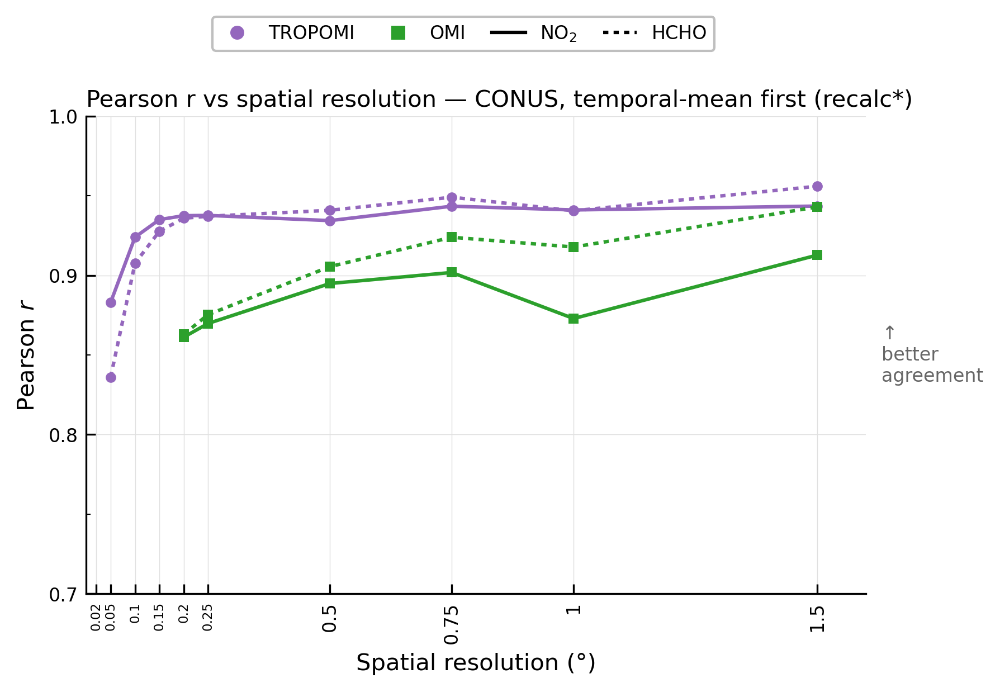 TROPOMI OMI NO₂ HCHO
Pearson r vs spatial resolution — CONUS, temporal-mean first (recalc*)
1.0
0.9
0.8
0.7
Pearson r
↑
better
agreement
0.02 0.05 0.1 0.15 0.2 0.25 0.5 0.75 1 1.5
Spatial resolution (°)